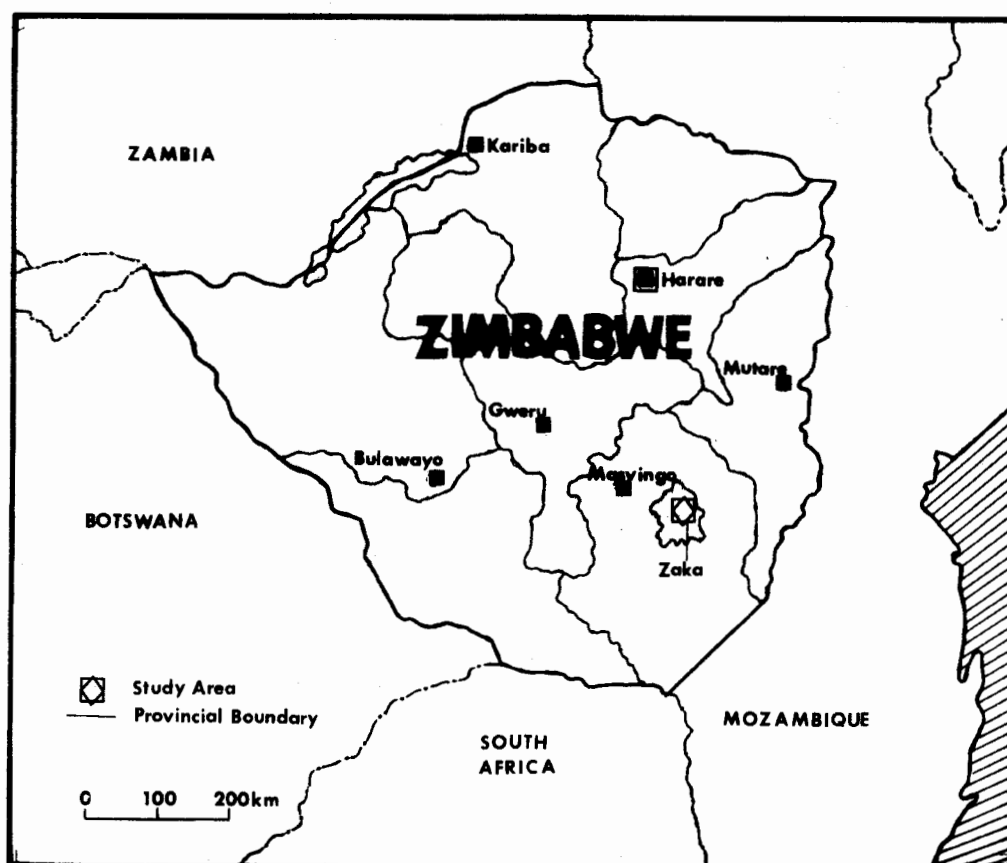 ZAMBIA
Kariba
Harare
ZIMBABWE
Mutare
Gweru
Bulawayo
Masvingo
BOTSWANA
Zaka
Study Area
Provincial Boundary
MOZAMBIQUE
SOUTH
AFRICA
0 100 200km